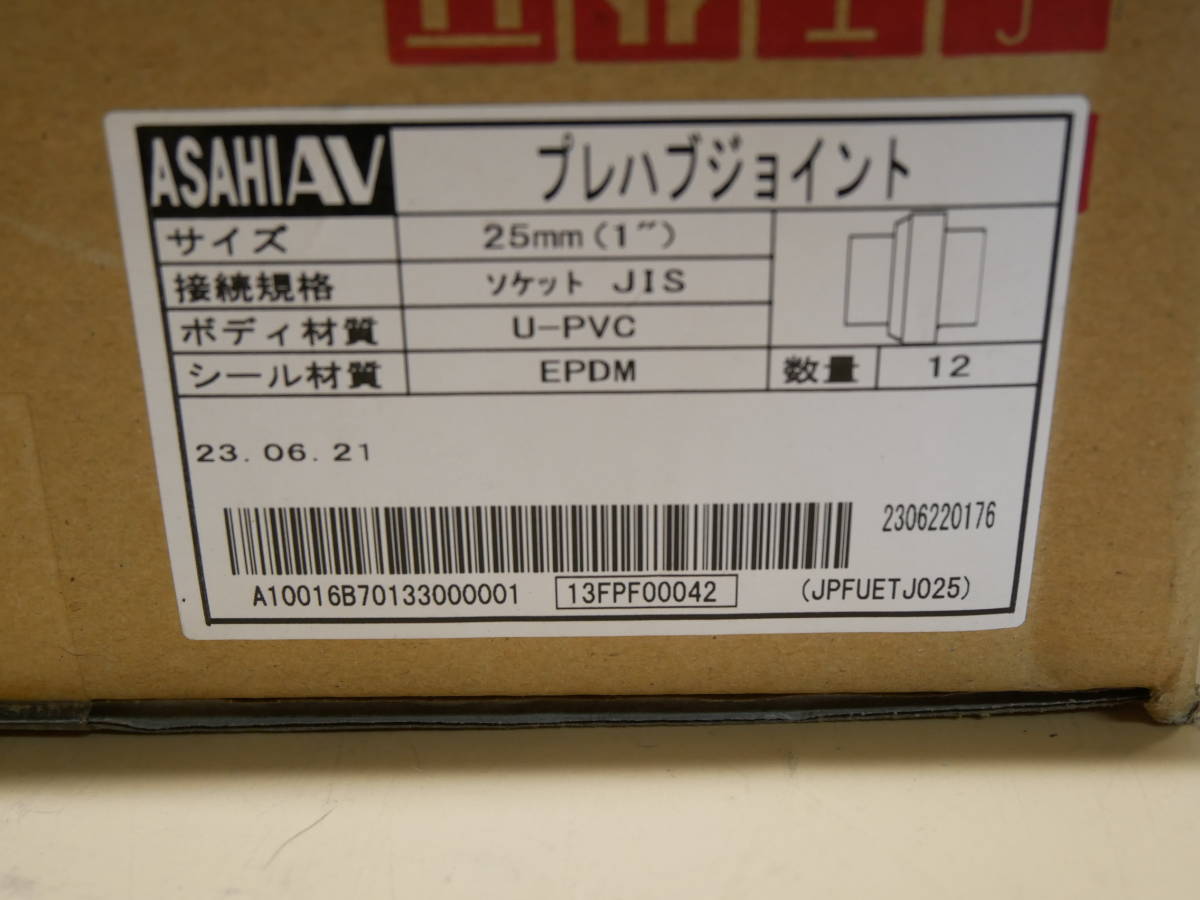 ASAHI AV プレハブジョイント
サイズ 25mm(1″)
接続規格 ソケット JIS
ボディ材質 U-PVC
シール材質 EPDM 数量 12
23.06.21
2306220176
A10016B70133000001 13FPF00042 (JPFUETJ025)